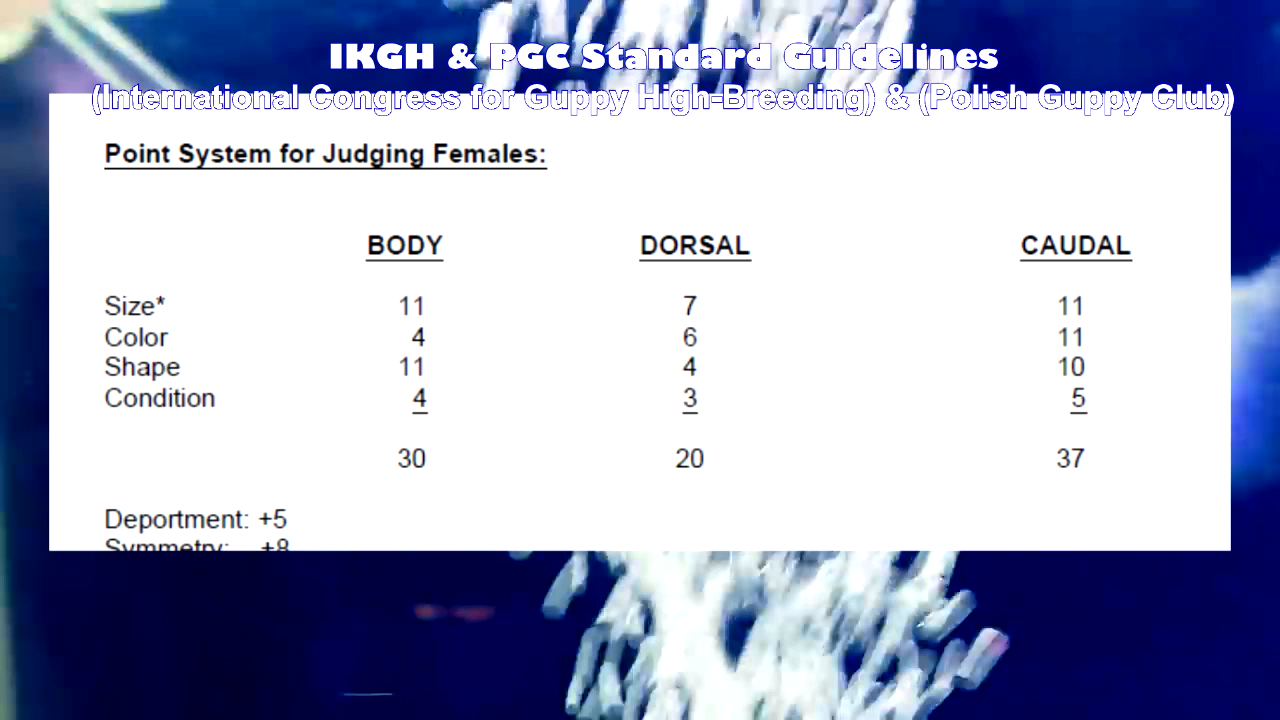 IKGH & PGC Standard Guidelines
(International Congress for Guppy High-Breeding) & (Polish Guppy Club)
Point System for Judging Females:
BODY DORSAL CAUDAL
Size* 11 7 11
Color 4 6 11
Shape 11 4 10
Condition 4 3 5
30 20 37
Deportment: +5
Symmetry: +8